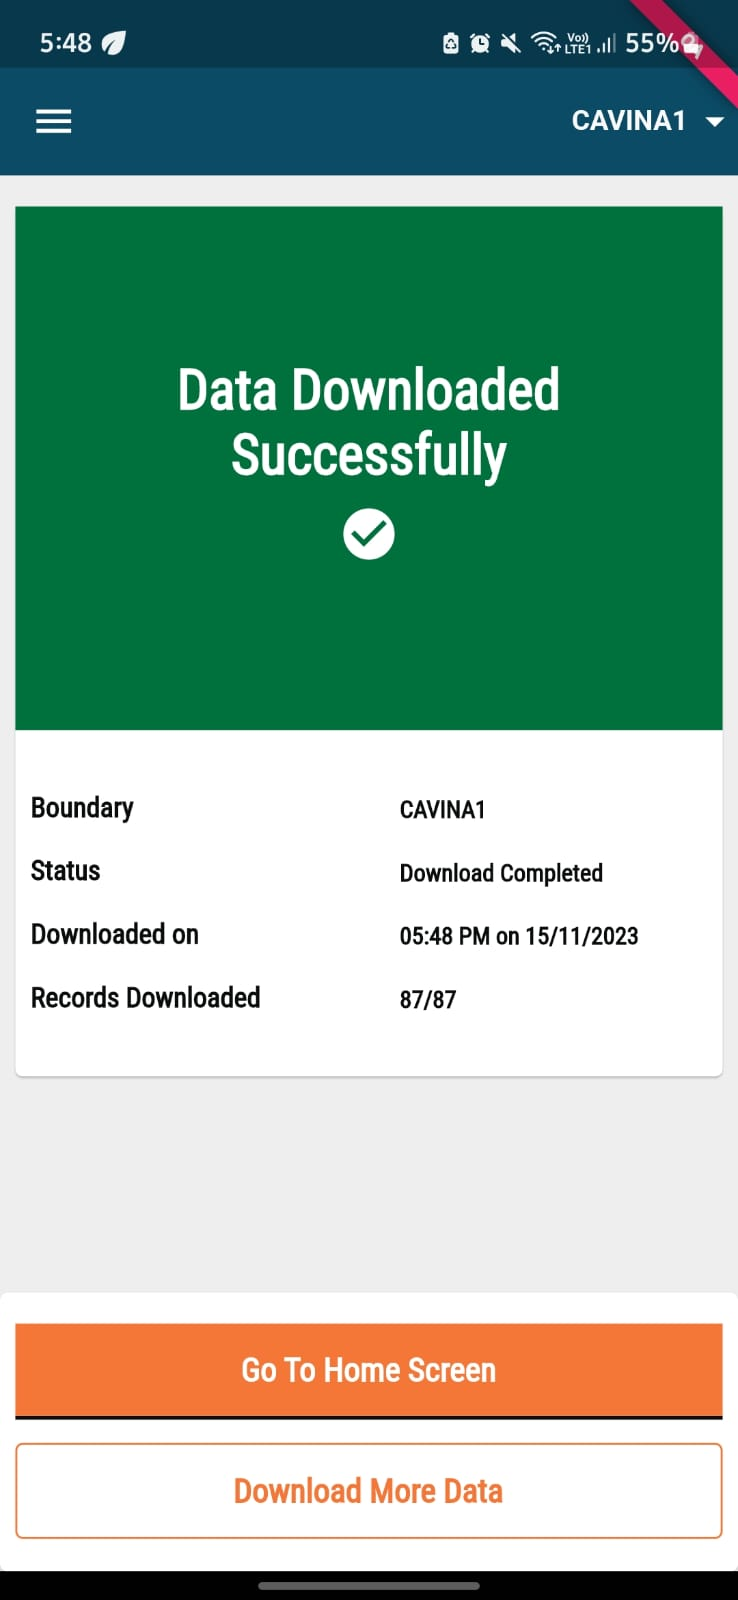 5:48
Vo)) LTE1 55%
CAVINA1
Data Downloaded
Successfully
Boundary CAVINA1
Status Download Completed
Downloaded on 05:48 PM on 15/11/2023
Records Downloaded 87/87
Go To Home Screen
Download More Data